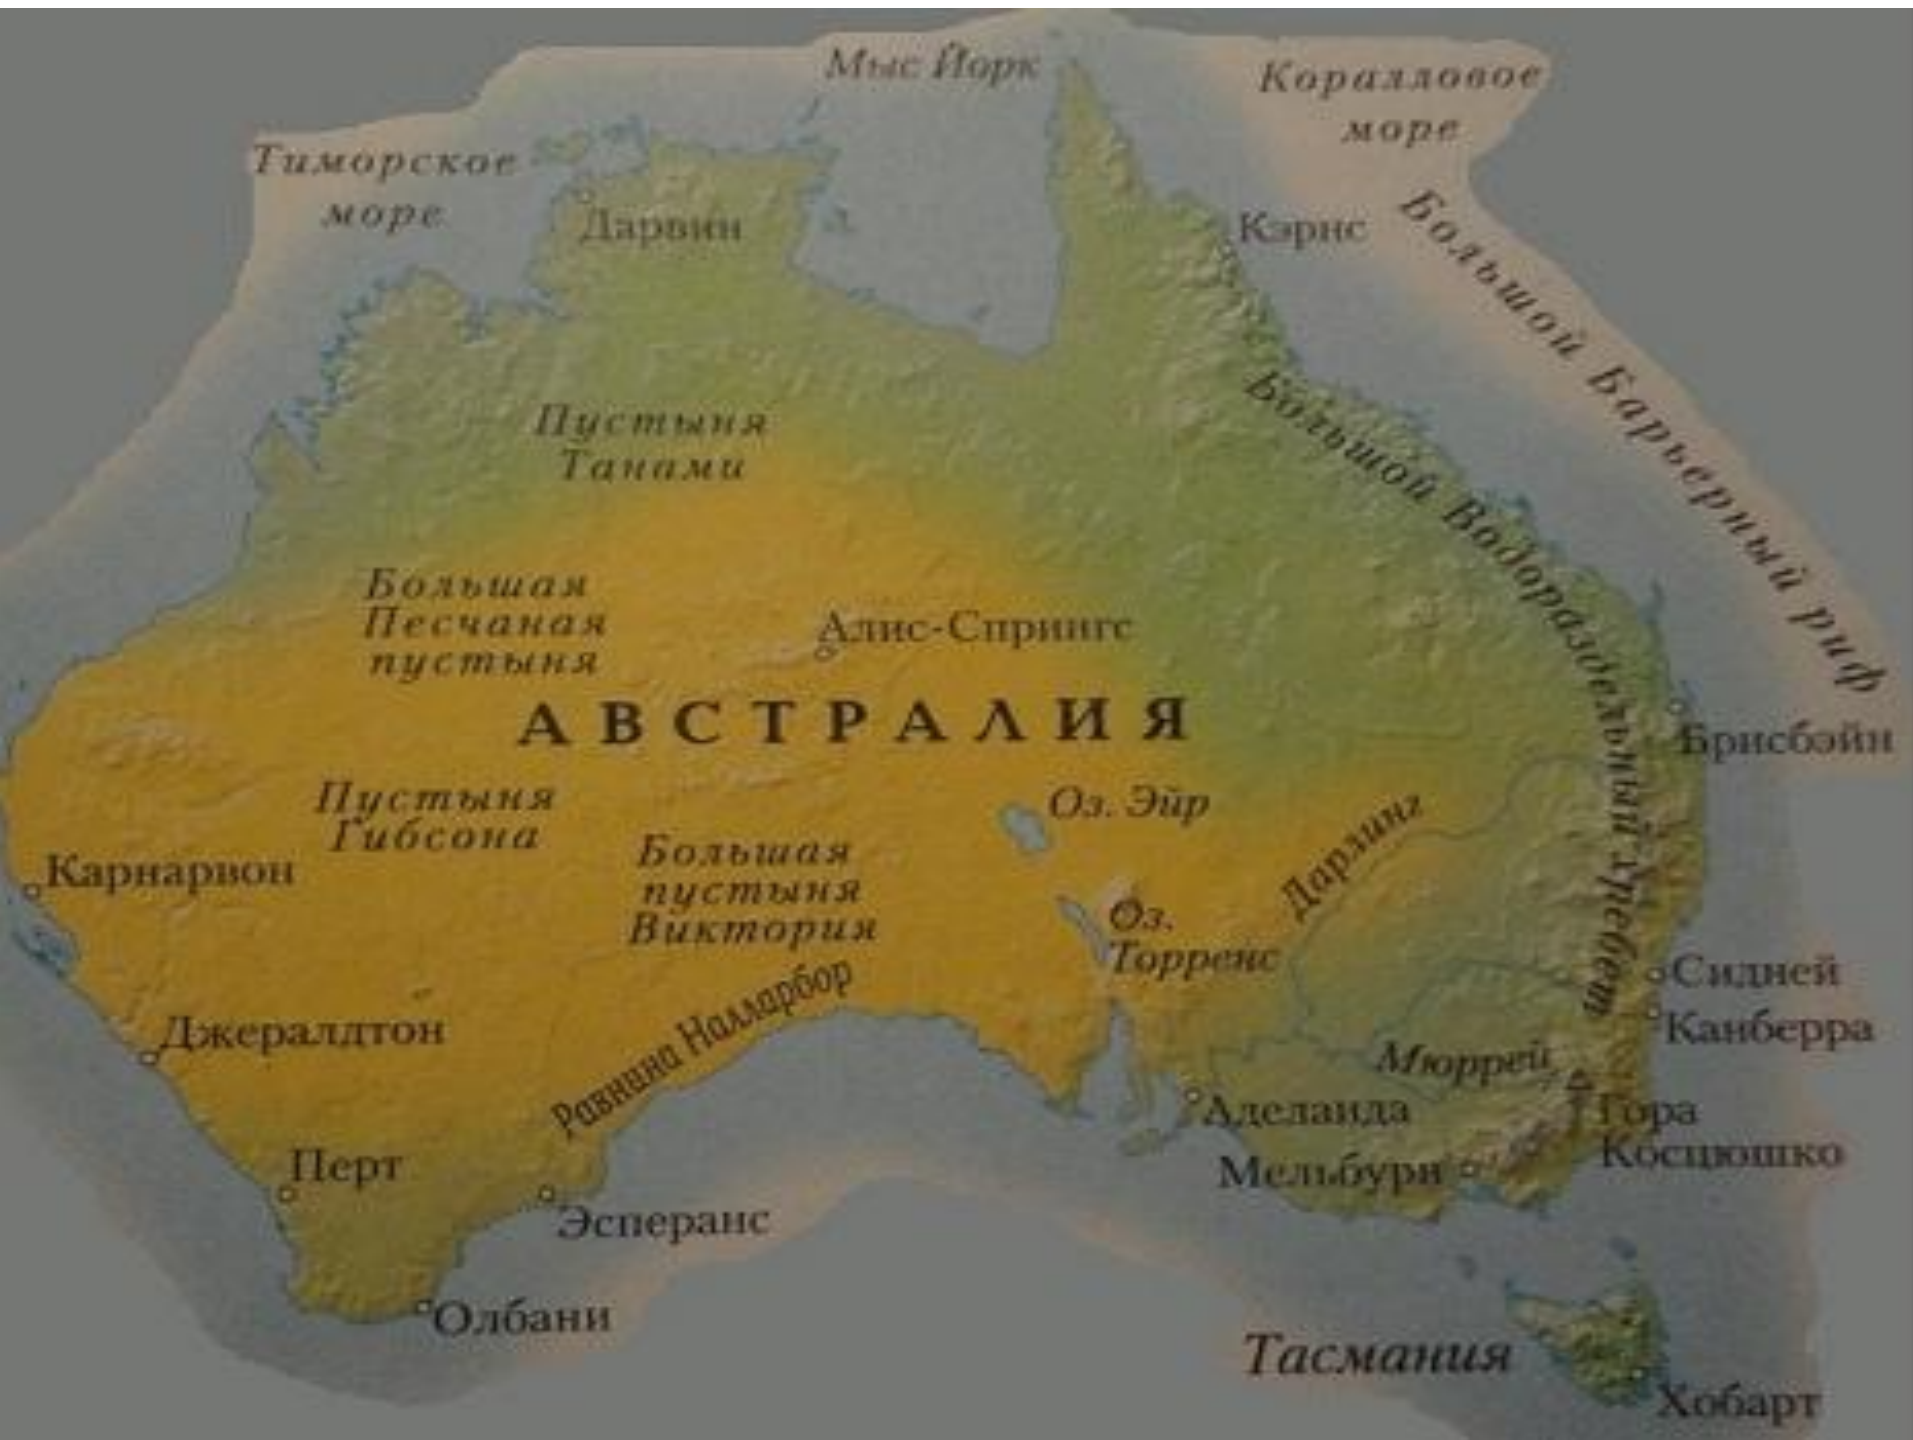 Мыс Йорк
Коралловое
море
Тиморское
море
Дарвин
Кэрнс
Большой Барьерный риф
Большой Водораздельный хребет
Пустыня
Танами
Большая
Песчаная
пустыня
Алис-Спрингс
АВСТРАЛИЯ
Брисбэйн
Пустыня
Гибсона
Оз. Эйр
Дарлинг
Большая
пустыня
Виктория
Карнарвон
Оз.
Торренс
Равнина Налларбор
Сидней
Канберра
Джералдтон
Мюррей
Аделаида
Гора
Косцюшко
Мельбурн
Перт
Эсперанс
Олбани
Тасмания
Хобарт